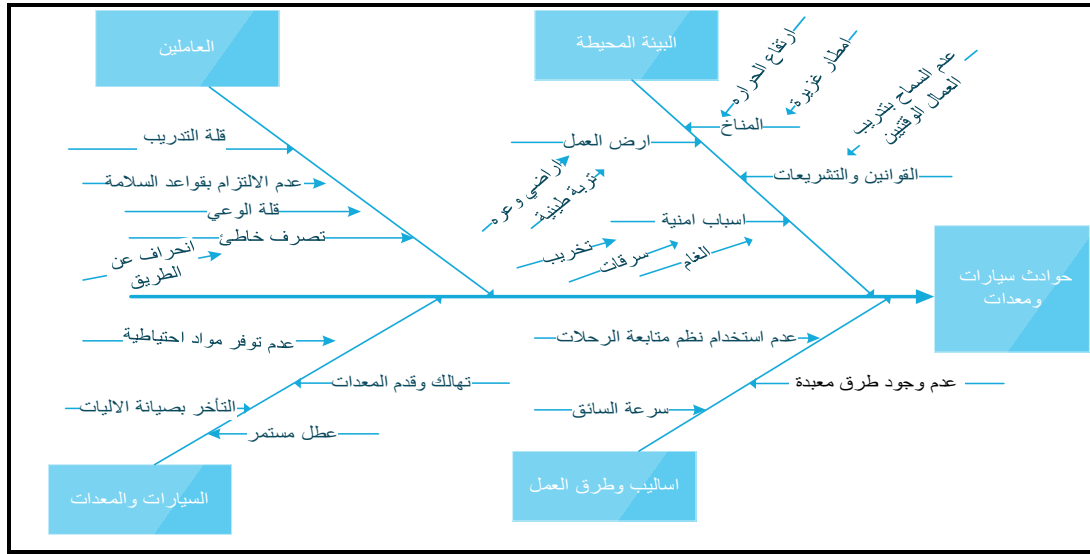 العاملين
قلة التدريب
عدم الالتزام بقواعد السلامة
قلة الوعي
تصرف خاطئ
انحراف عن
الطريق
البيئة المحيطة
ارتفاع الحراره
امطار غزيرة
المناخ
عدم السماح بتدريب
العمال الوقتيين
القوانين والتشريعات
ارض العمل
اراضي وعره
تربة طينية
اسباب امنية
تخريب
سرقات
الغام
حوادث سيارات
ومعدات
عدم توفر مواد احتياطية
تهالك وقدم المعدات
التأخر بصيانة الاليات
عطل مستمر
السيارات والمعدات
عدم استخدام نظم متابعة الرحلات
عدم وجود طرق معبدة
سرعة السائق
اساليب وطرق العمل